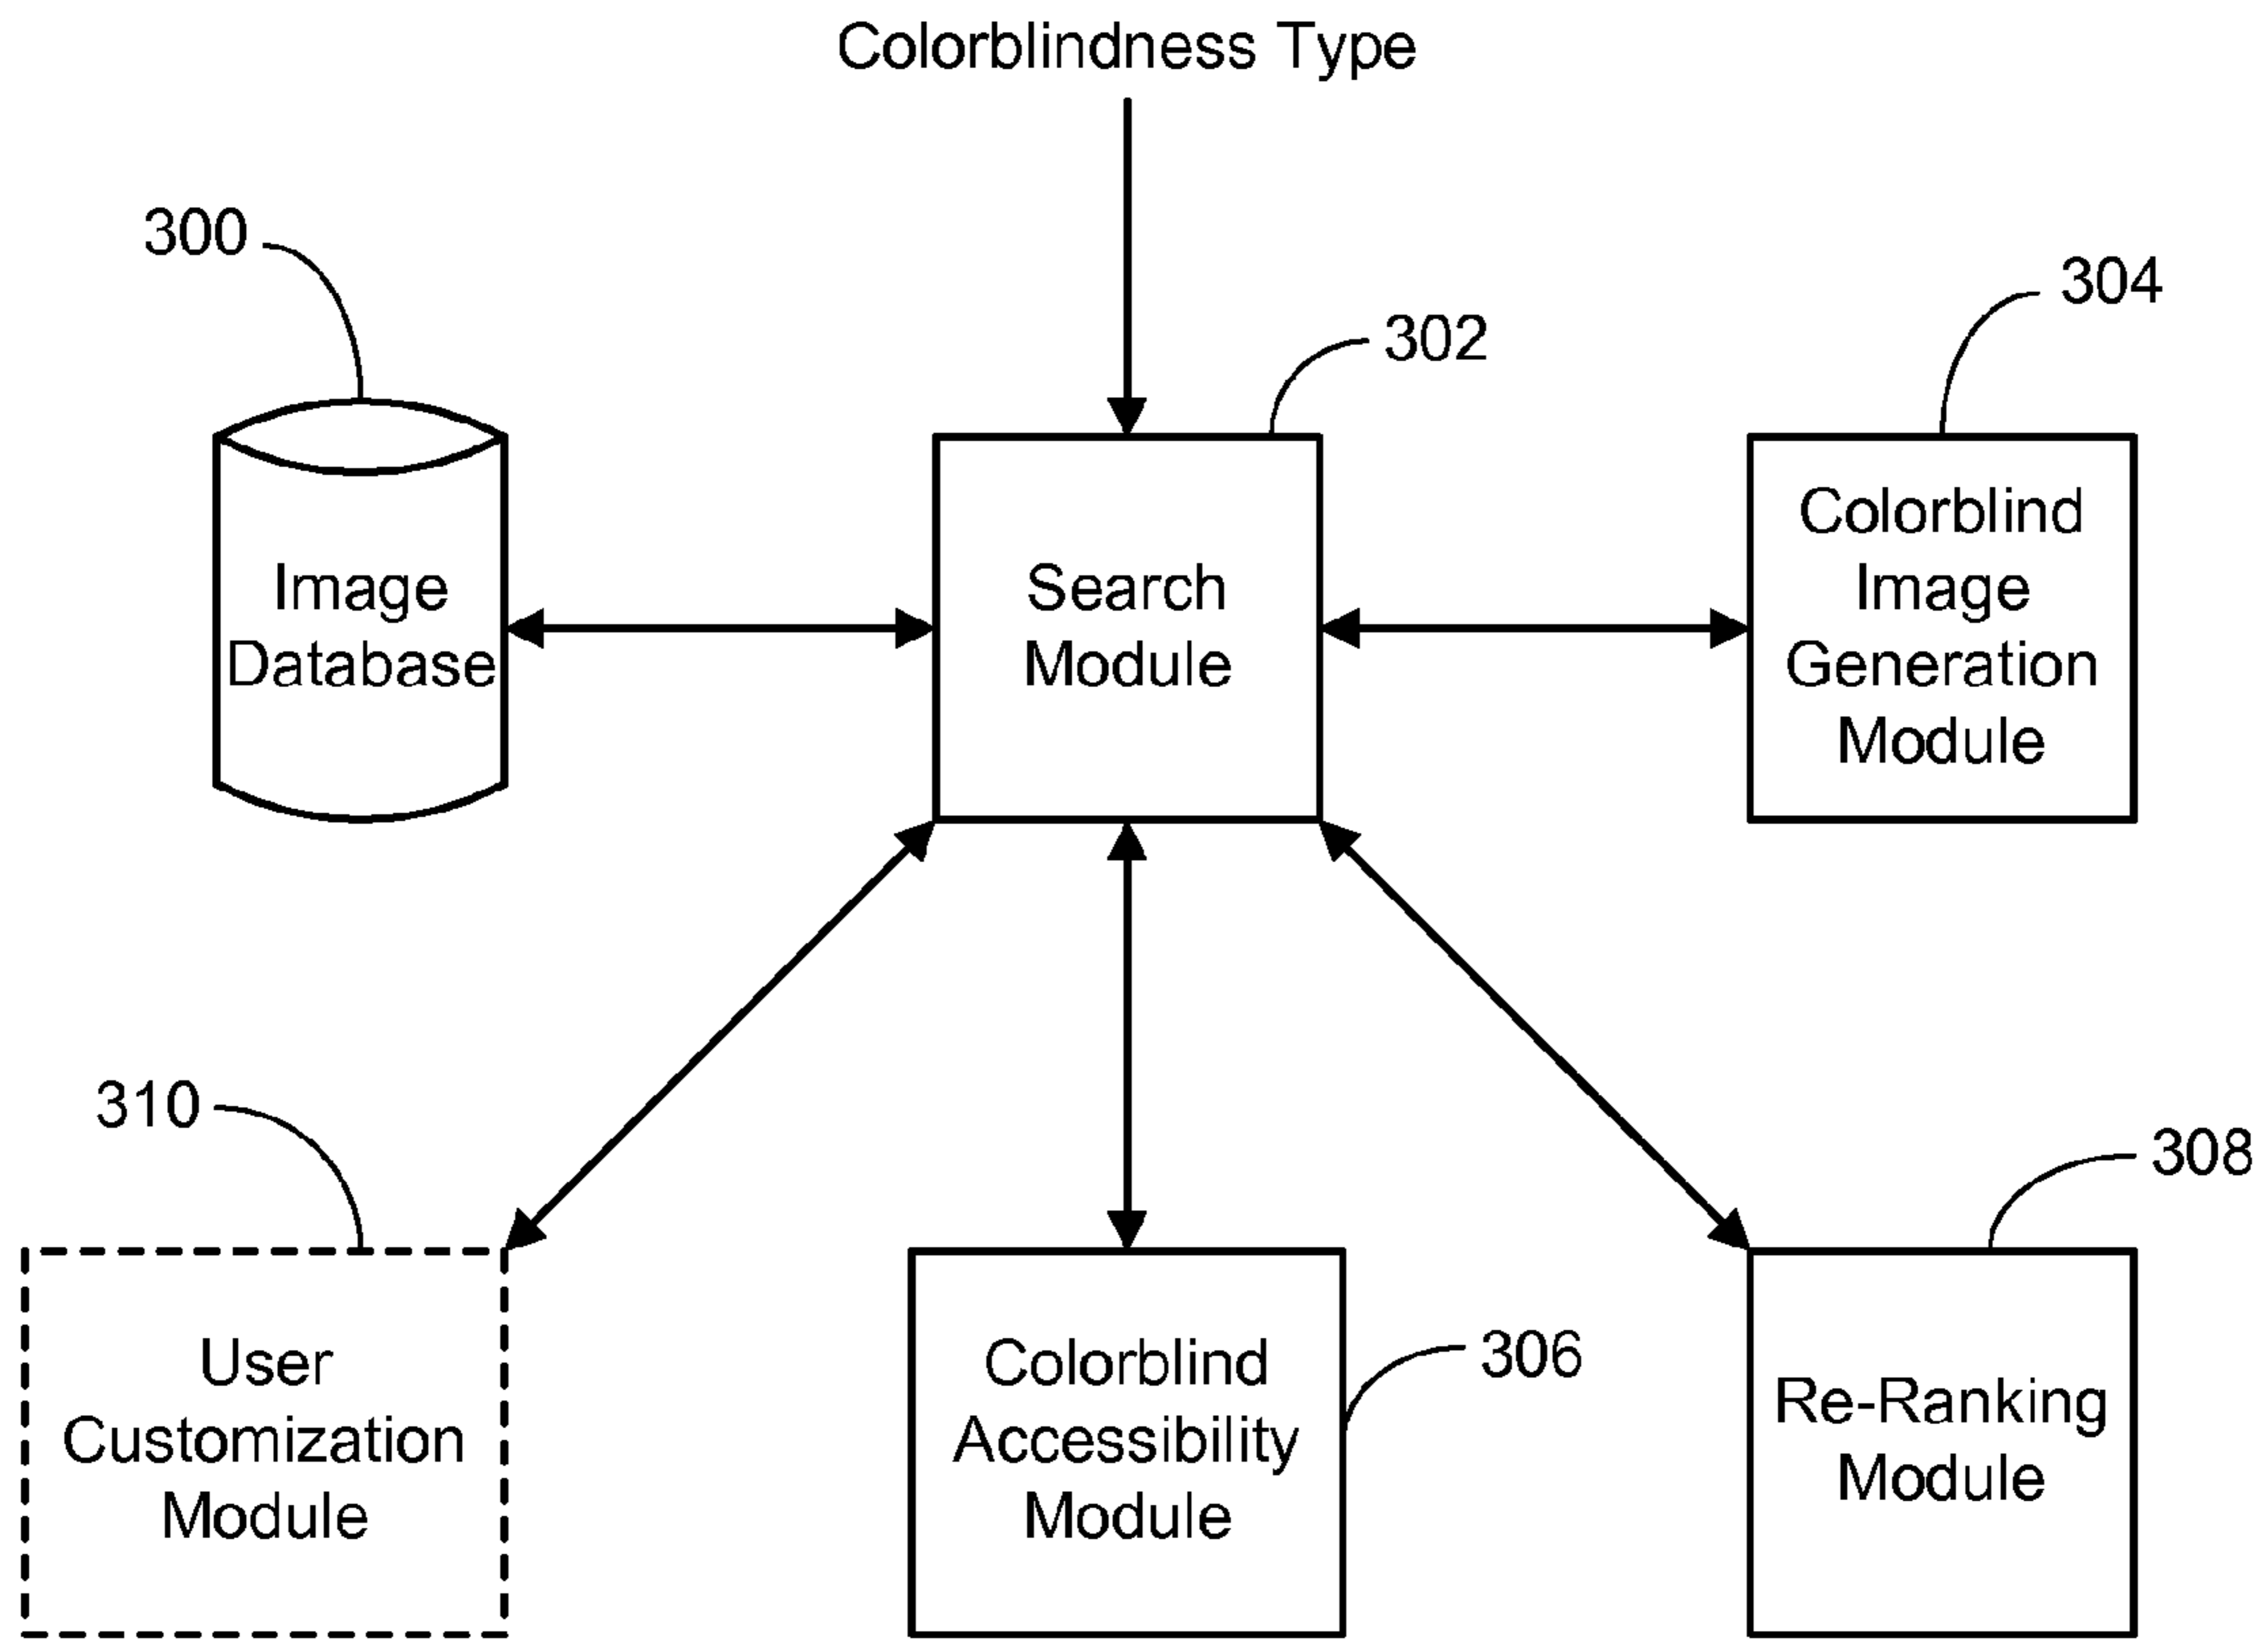 Colorblindness Type
300
302
304
Image
Database
Search
Module
Colorblind
Image
Generation
Module
310
308
User
Customization
Module
Colorblind
Accessibility
Module
306
Re-Ranking
Module